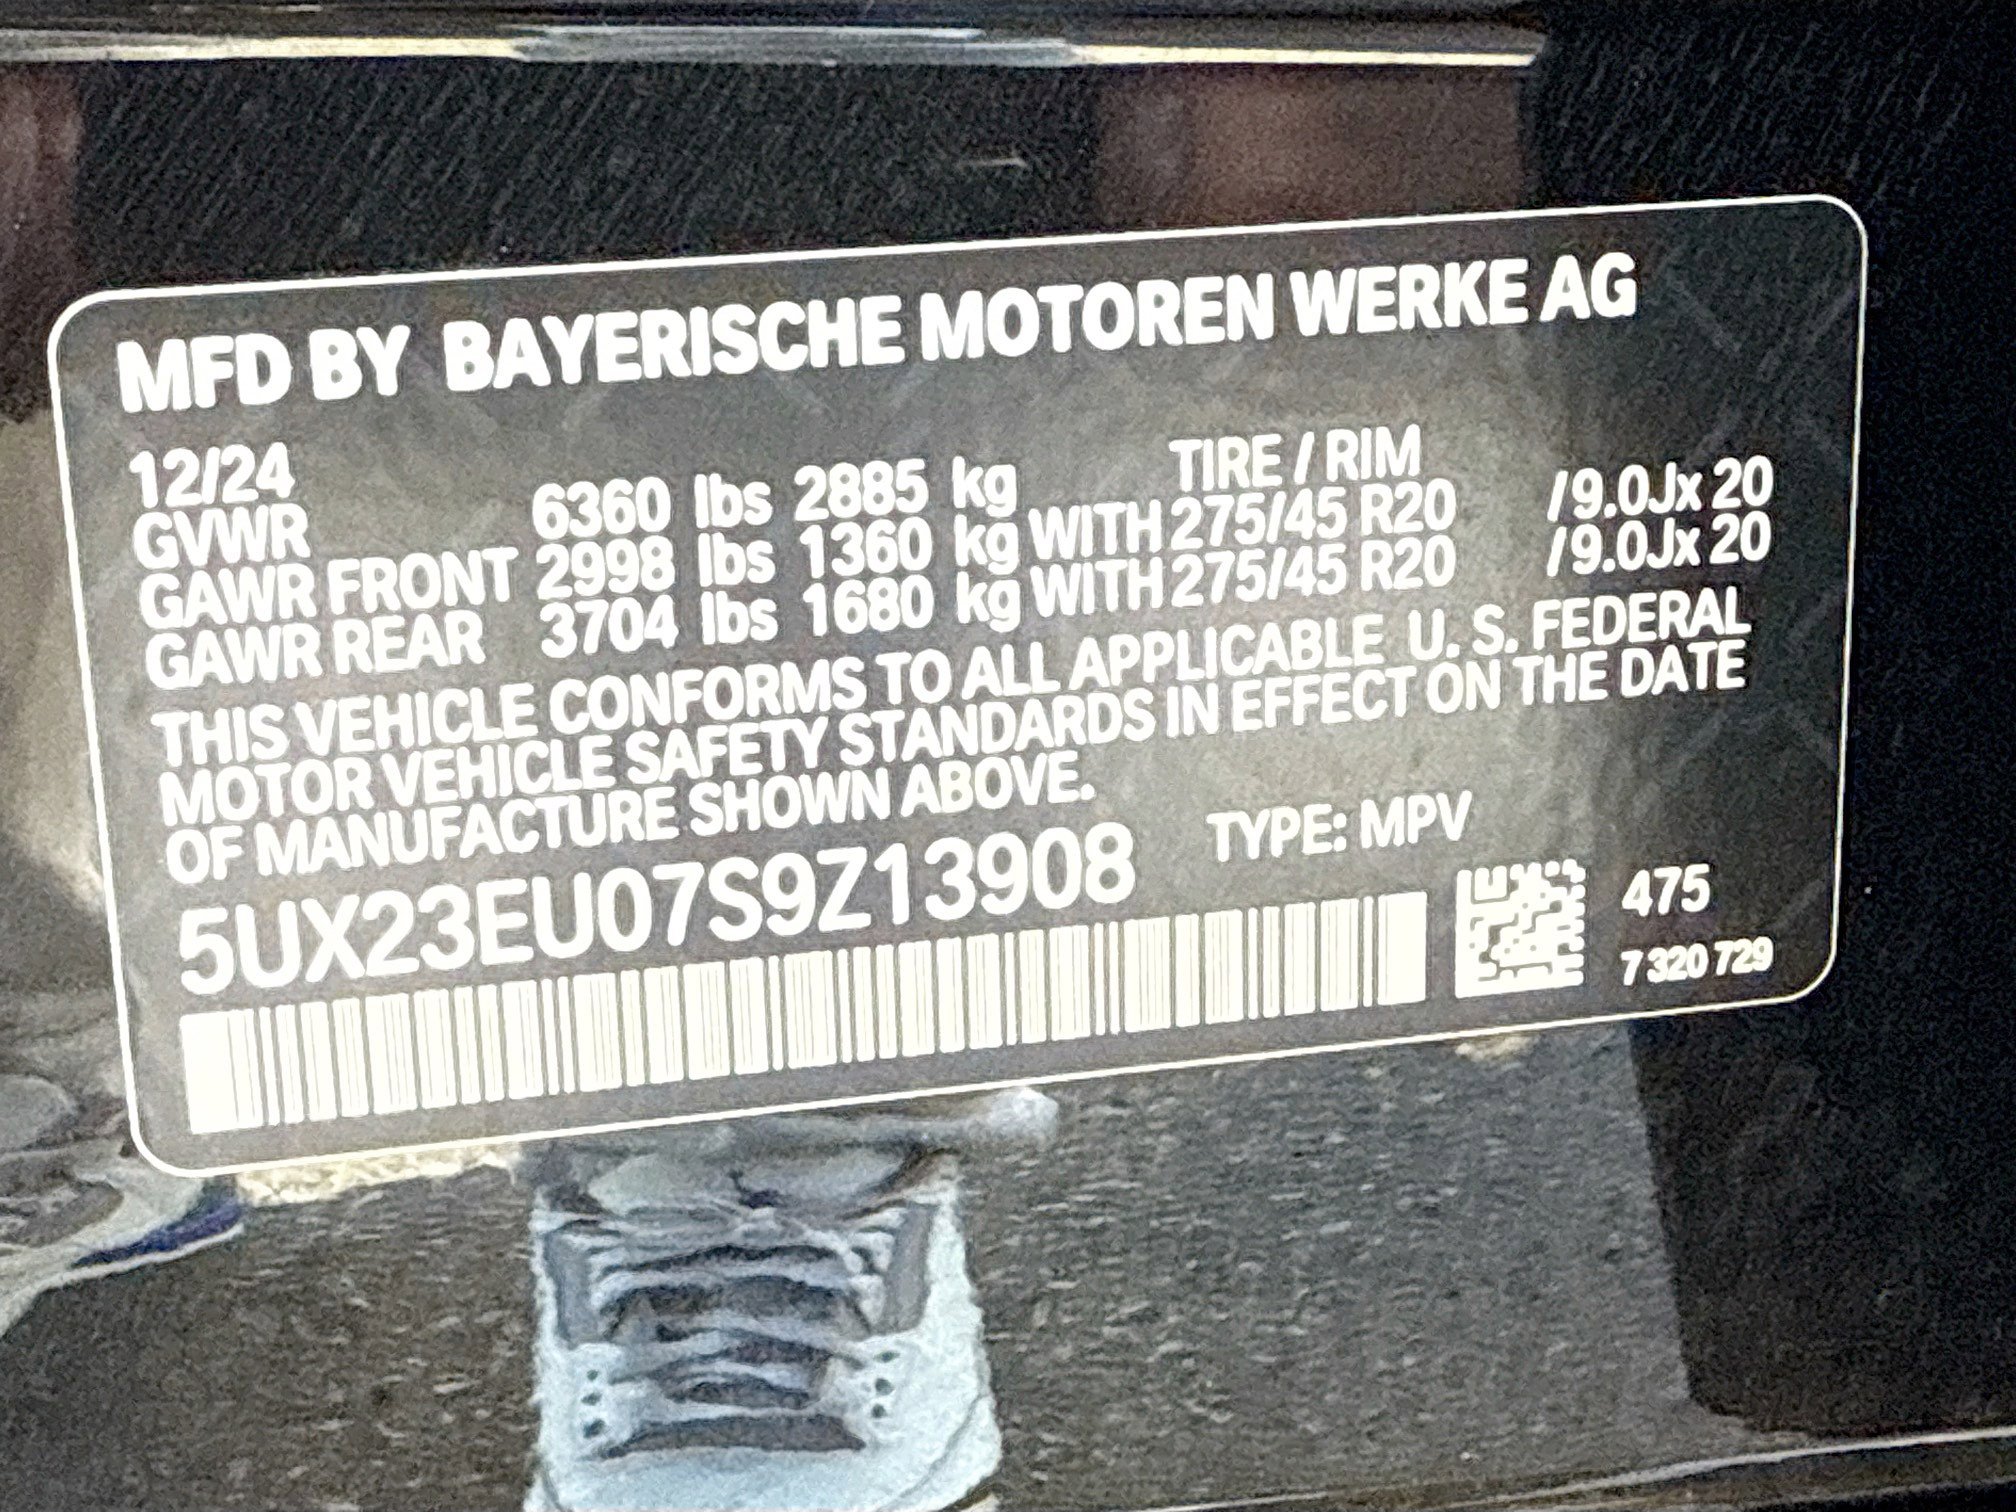 MFD BY BAYERISCHE MOTOREN WERKE AG
12/24 TIRE / RIM
GVWR 6360 lbs 2885 kg
GAWR FRONT 2998 lbs 1360 kg WITH 275/45 R20 /9.0Jx 20
GAWR REAR 3704 lbs 1680 kg WITH 275/45 R20 /9.0Jx 20
THIS VEHICLE CONFORMS TO ALL APPLICABLE U. S. FEDERAL
MOTOR VEHICLE SAFETY STANDARDS IN EFFECT ON THE DATE
OF MANUFACTURE SHOWN ABOVE.
5UX23EU07S9Z13908 TYPE: MPV
475
7 320 729